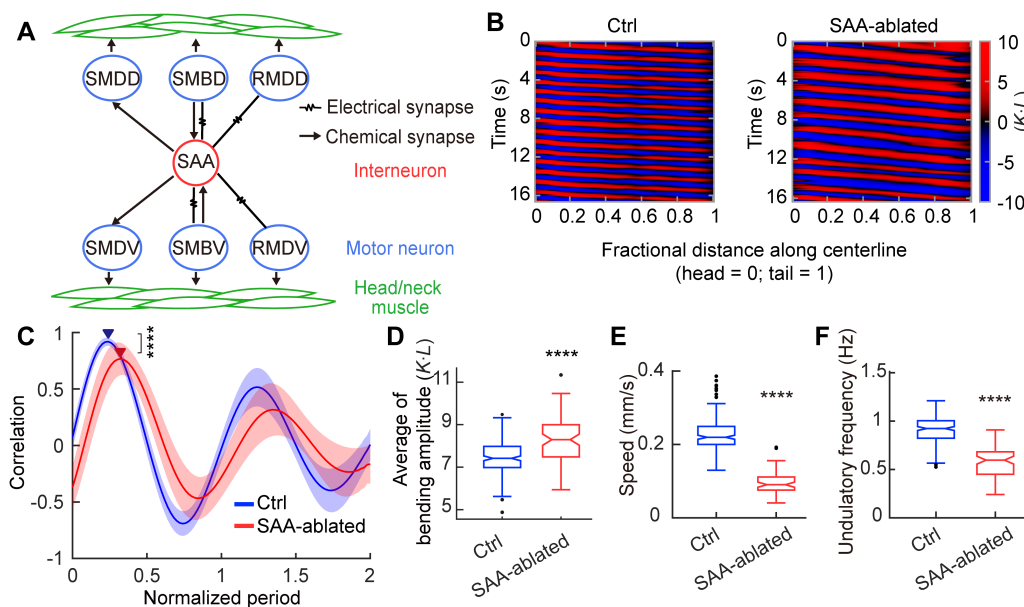 A
SMDD
SMBD
RMDD
Electrical synapse
Chemical synapse
SAA
Interneuron
SMDV
SMBV
RMDV
Motor neuron
Head/neck
muscle
B
Ctrl
SAA-ablated
Time (s)
0
4
8
12
16
0
0.2
0.4
0.6
0.8
1
Time (s)
0
4
8
12
16
0
0.2
0.4
0.6
0.8
1
10
5
0
-5
-10
(K·L)
Fractional distance along centerline
(head = 0; tail = 1)
C
****
Correlation
1
0.5
0
-0.5
-1
Ctrl
SAA-ablated
0
0.5
1
1.5
2
Normalized period
D
Average of
bending amplitude (K·L)
11
9
7
5
****
Ctrl
SAA-ablated
E
Speed (mm/s)
0.4
0.2
0
****
Ctrl
SAA-ablated
F
Undulatory frequency (Hz)
1.5
1
0.5
0
****
Ctrl
SAA-ablated